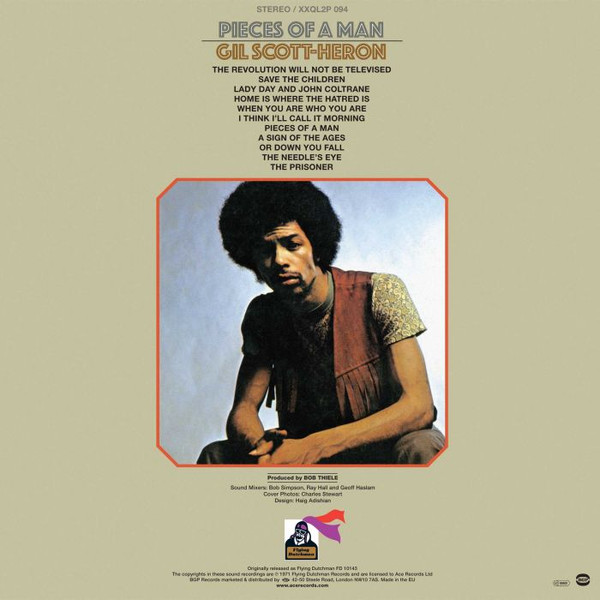 STEREO / XXQL2P 094
PIECES OF A MAN
GIL SCOTT-HERON
THE REVOLUTION WILL NOT BE TELEVISED
SAVE THE CHILDREN
LADY DAY AND JOHN COLTRANE
HOME IS WHERE THE HATRED IS
WHEN YOU ARE WHO YOU ARE
I THINK I'LL CALL IT MORNING
PIECES OF A MAN
A SIGN OF THE AGES
OR DOWN YOU FALL
THE NEEDLE'S EYE
THE PRISONER
Produced by BOB THIELE
Sound Mixers: Bob Simpson, Ray Hall and Geoff Haslam
Cover Photos: Charles Stewart
Design: Haig Adishian
Flying
Dutchman
Originally released as Flying Dutchman FD 10143
The copyrights in these sound recordings are ℗ 1971 Flying Dutchman Records and are licensed to Ace Records Ltd
BGP Records marketed & distributed by 42-50 Steele Road, London NW10 7AS. Made in the EU
www.acerecords.com
BGP